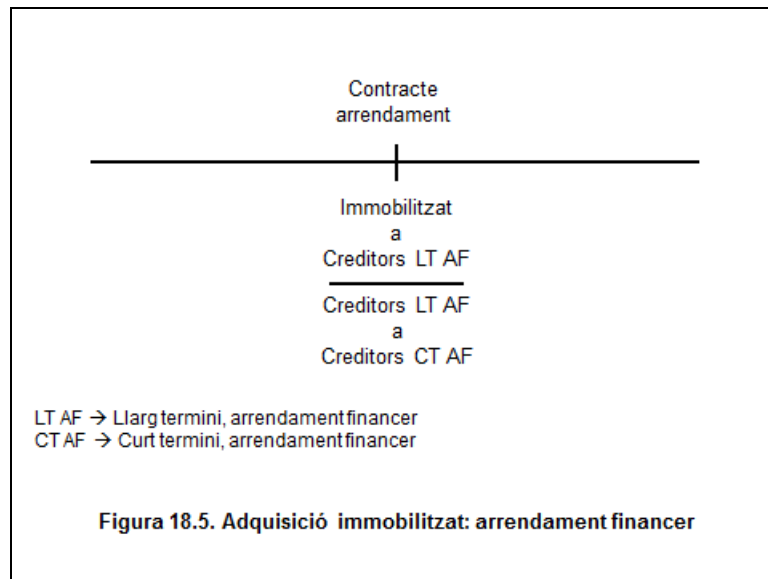 Contracte
arrendament
Immobilitzat
a
Creditors LT AF
Creditors LT AF
a
Creditors CT AF
LT AF → Llarg termini, arrendament financer
CT AF → Curt termini, arrendament financer
Figura 18.5. Adquisició immobilitzat: arrendament financer